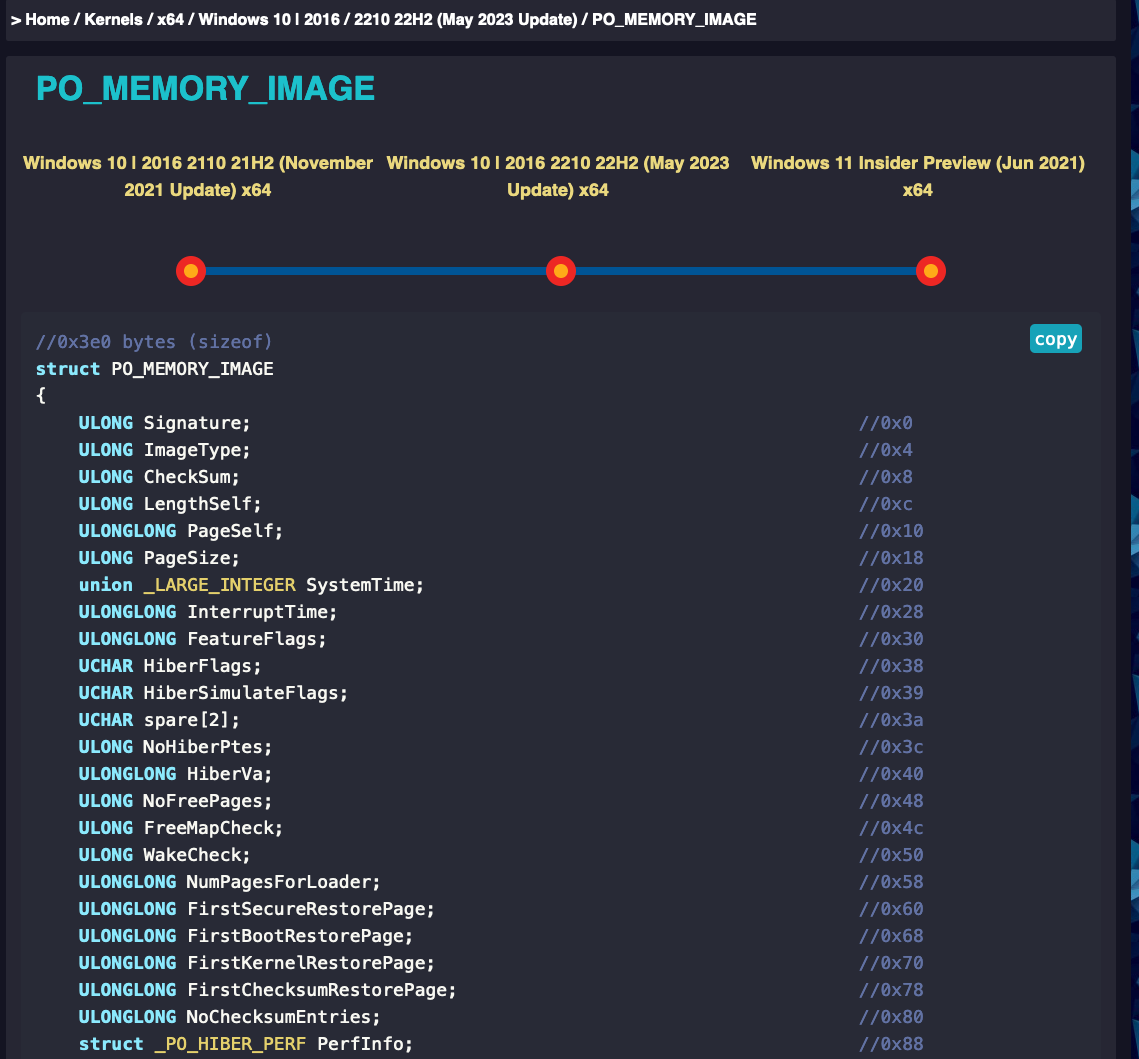 > Home / Kernels / x64 / Windows 10 | 2016 / 2210 22H2 (May 2023 Update) / PO_MEMORY_IMAGE
PO_MEMORY_IMAGE
Windows 10 | 2016 2110 21H2 (November 2021 Update) x64
Windows 10 | 2016 2210 22H2 (May 2023 Update) x64
Windows 11 Insider Preview (Jun 2021) x64
copy
//0x3e0 bytes (sizeof)
struct PO_MEMORY_IMAGE
{
    ULONG Signature; //0x0
    ULONG ImageType; //0x4
    ULONG CheckSum; //0x8
    ULONG LengthSelf; //0xc
    ULONGLONG PageSelf; //0x10
    ULONG PageSize; //0x18
    union _LARGE_INTEGER SystemTime; //0x20
    ULONGLONG InterruptTime; //0x28
    ULONGLONG FeatureFlags; //0x30
    UCHAR HiberFlags; //0x38
    UCHAR HiberSimulateFlags; //0x39
    UCHAR spare[2]; //0x3a
    ULONG NoHiberPtes; //0x3c
    ULONGLONG HiberVa; //0x40
    ULONG NoFreePages; //0x48
    ULONG FreeMapCheck; //0x4c
    ULONG WakeCheck; //0x50
    ULONGLONG NumPagesForLoader; //0x58
    ULONGLONG FirstSecureRestorePage; //0x60
    ULONGLONG FirstBootRestorePage; //0x68
    ULONGLONG FirstKernelRestorePage; //0x70
    ULONGLONG FirstChecksumRestorePage; //0x78
    ULONGLONG NoChecksumEntries; //0x80
    struct _PO_HIBER_PERF PerfInfo; //0x88